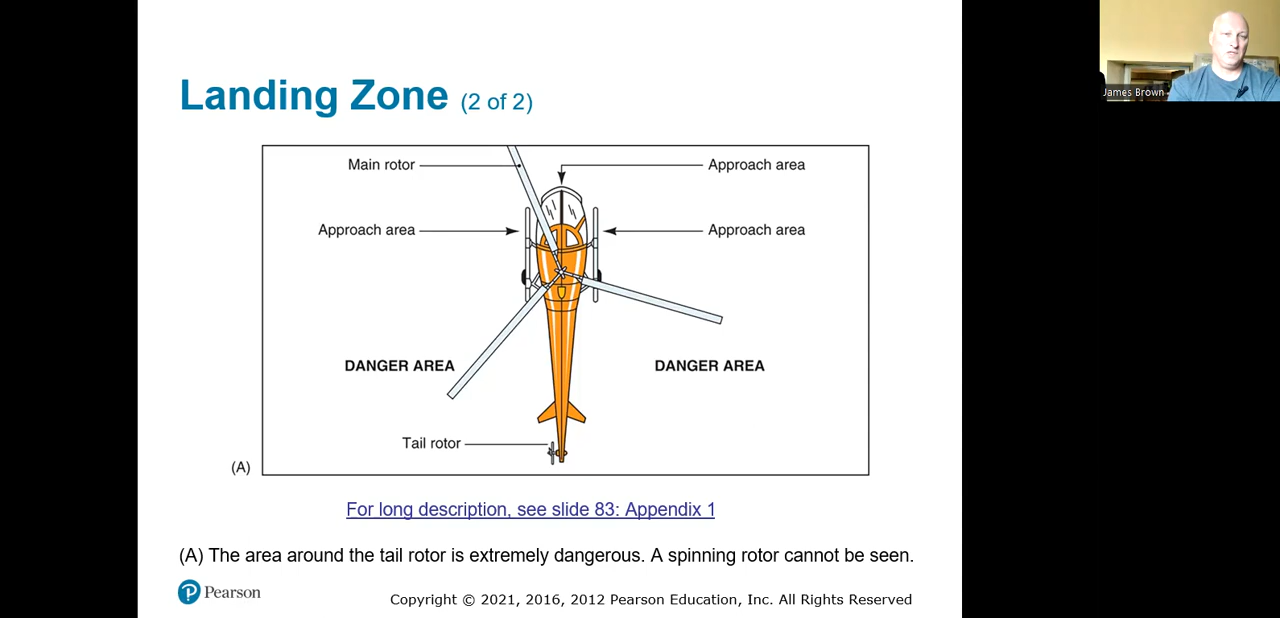 James Brown
Landing Zone (2 of 2)
Main rotor
Approach area
Approach area
Approach area
DANGER AREA
DANGER AREA
Tail rotor
(A)
For long description, see slide 83: Appendix 1
(A) The area around the tail rotor is extremely dangerous. A spinning rotor cannot be seen.
P Pearson
Copyright © 2021, 2016, 2012 Pearson Education, Inc. All Rights Reserved